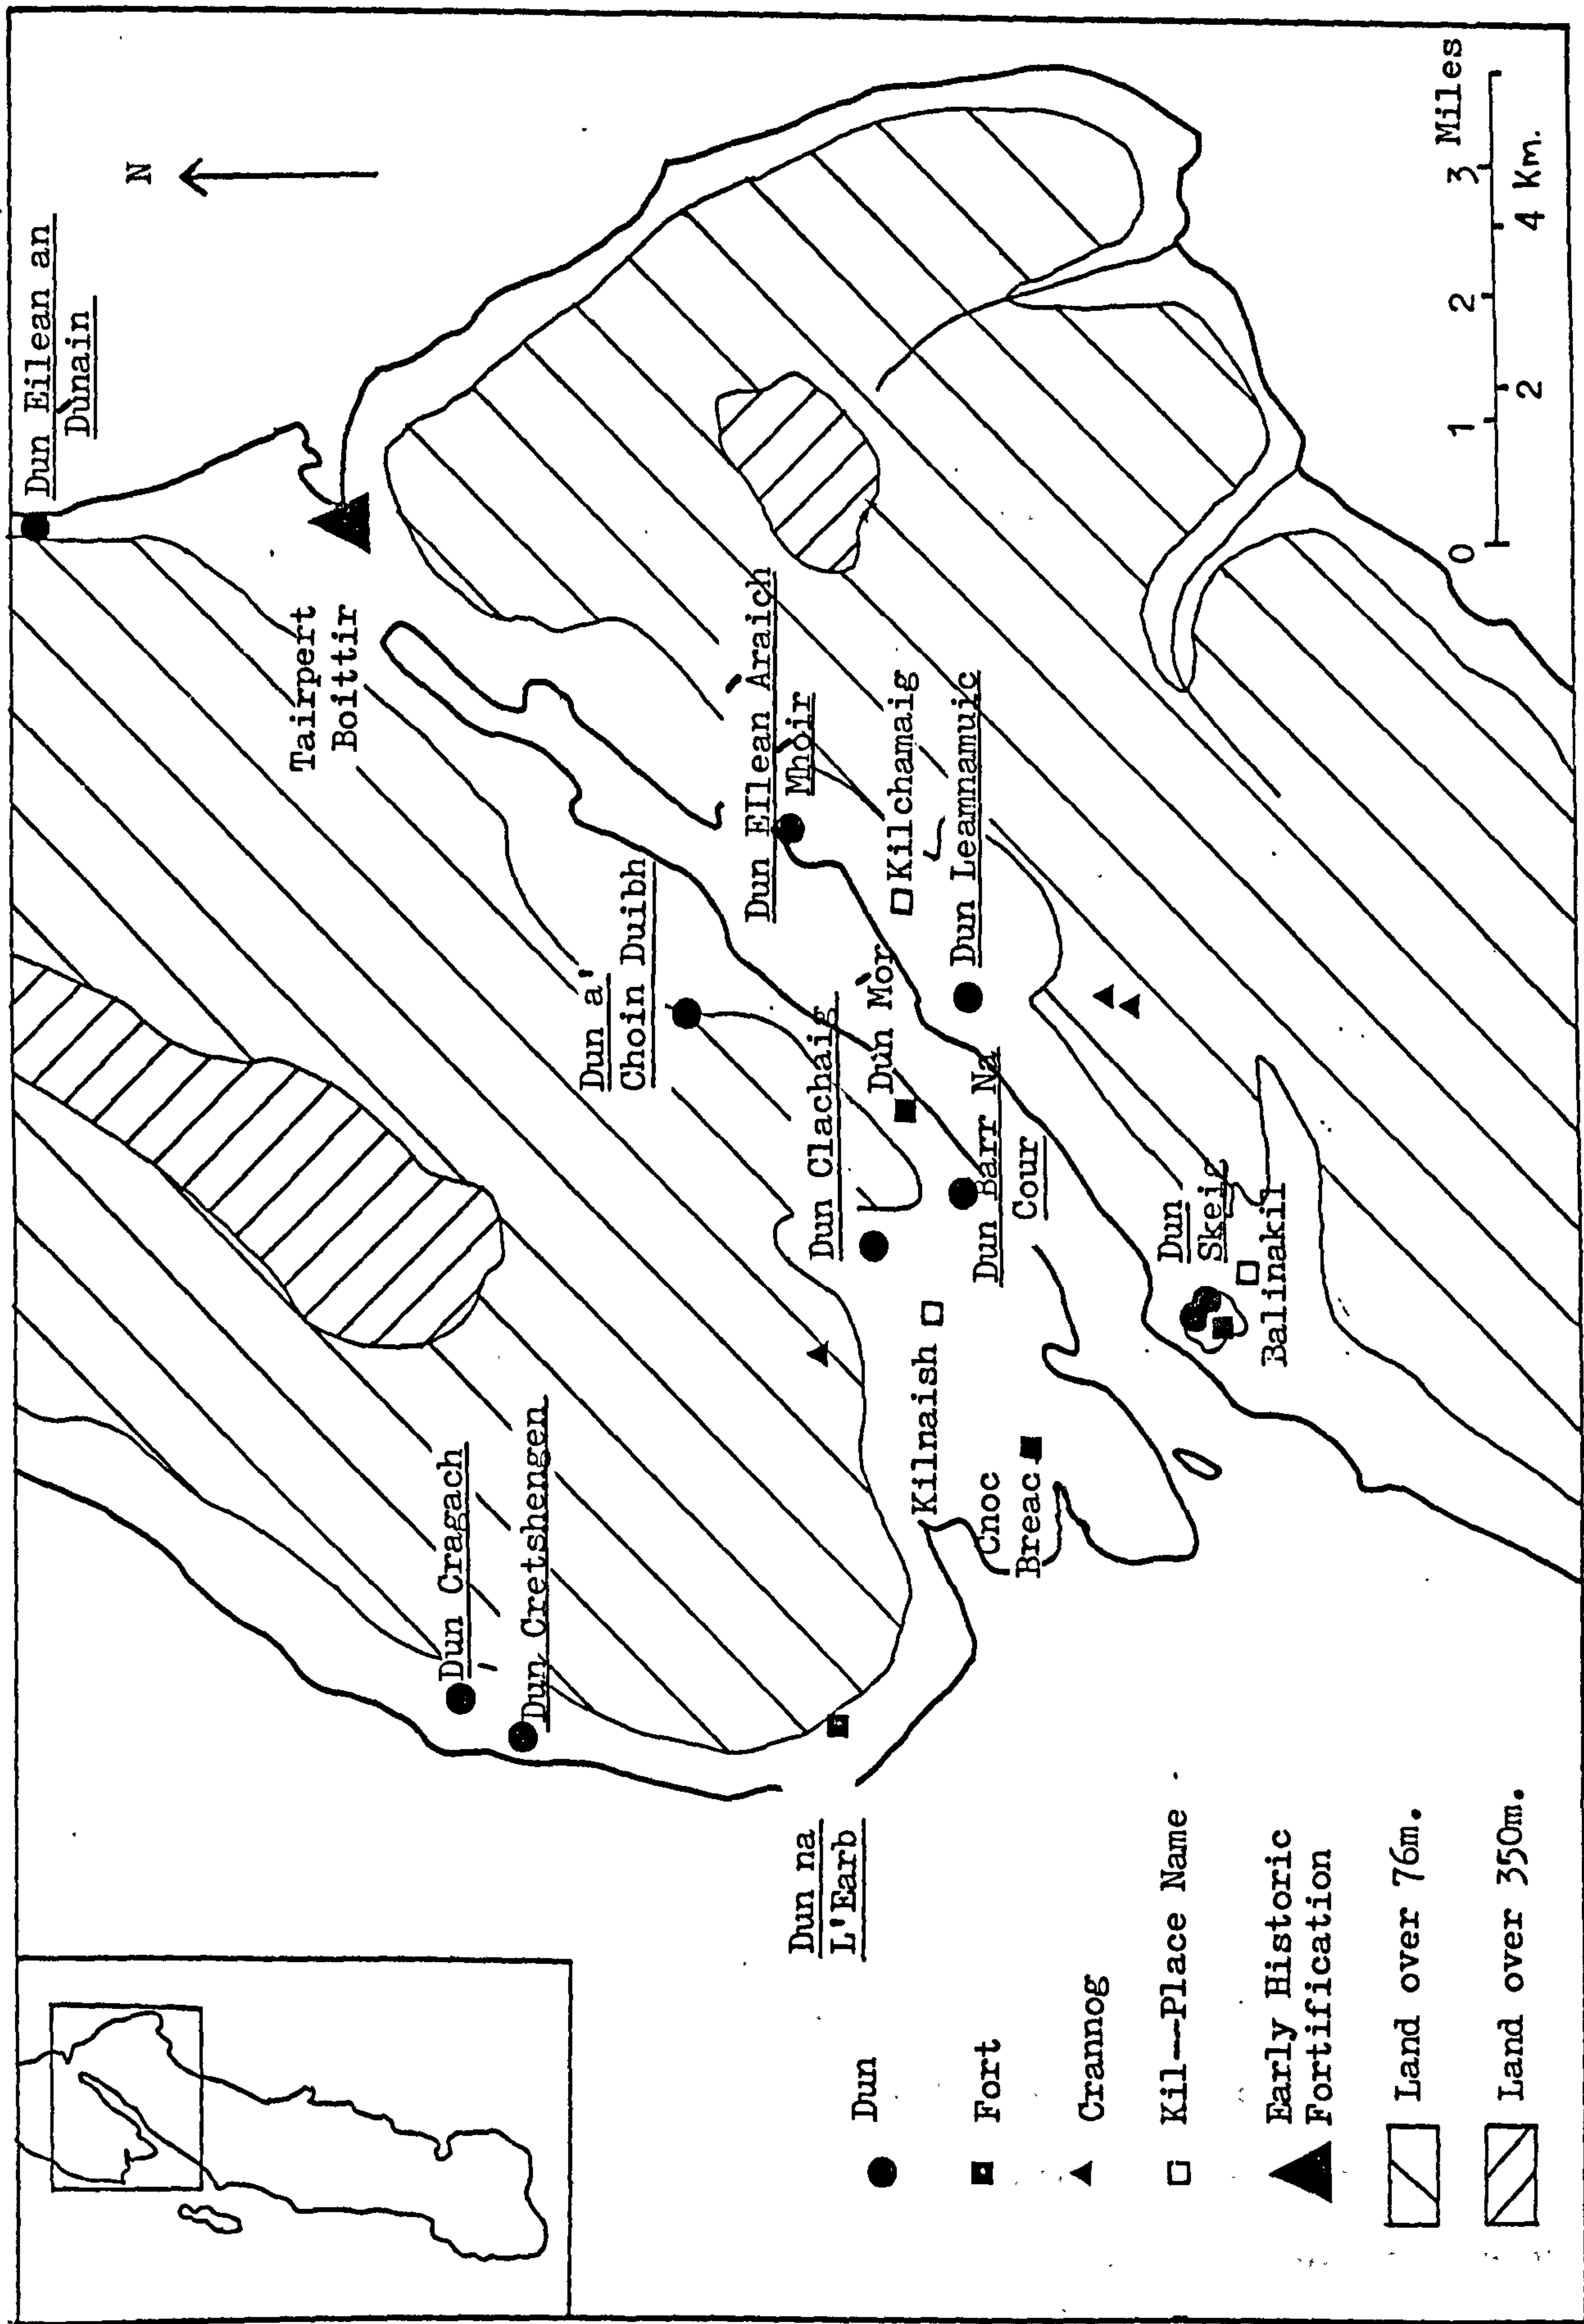 N
Dun Eilean an
Dùnain
Tairpert
Boittir
Dun a'
Choin Duibh
Dun Cragach
Dun Cretshengen
Dun Eilean Àraich
Mhòir
Kilchamaig
Dun Leamnamuic
Dun Clachaig
Dùn Mòr
Dun Barr Na
Cour
Kilnaish
Cnoc
Breac
Dun
Skeig
Balinakil
Dun na
L'Earb
Dun
Fort
Crannog
Kil--Place Name
Early Historic
Fortification
Land over 76m.
Land over 350m.
0 1 2 3 Miles
2 4 Km.